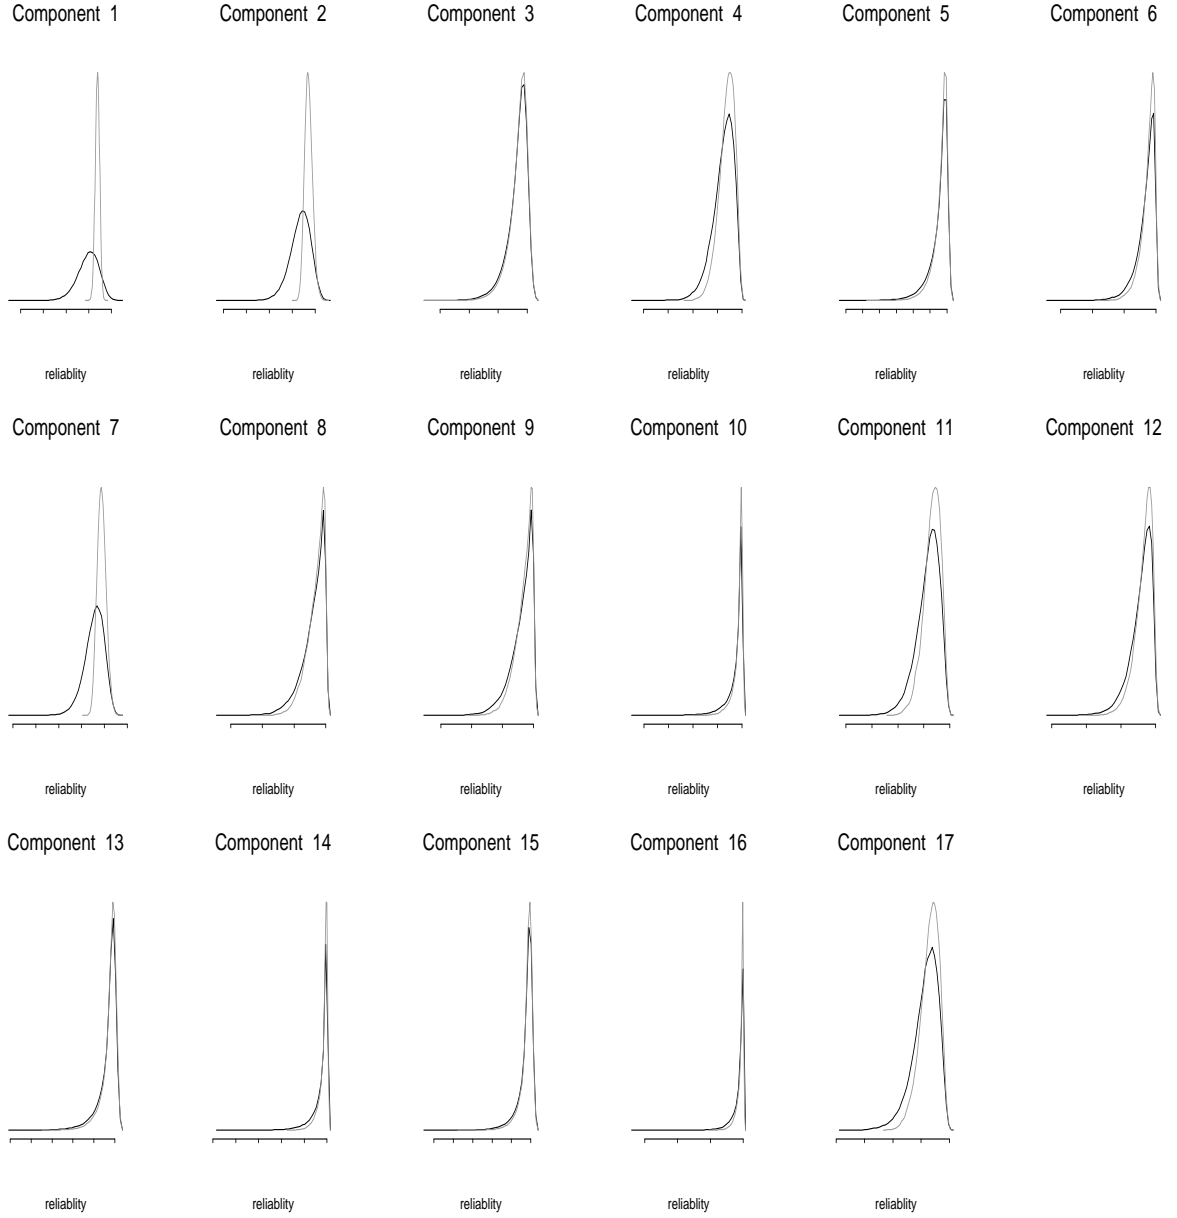 Component 1
Component 2
Component 3
Component 4
Component 5
Component 6
reliablity
reliablity
reliablity
reliablity
reliablity
reliablity
Component 7
Component 8
Component 9
Component 10
Component 11
Component 12
reliablity
reliablity
reliablity
reliablity
reliablity
reliablity
Component 13
Component 14
Component 15
Component 16
Component 17
reliablity
reliablity
reliablity
reliablity
reliablity